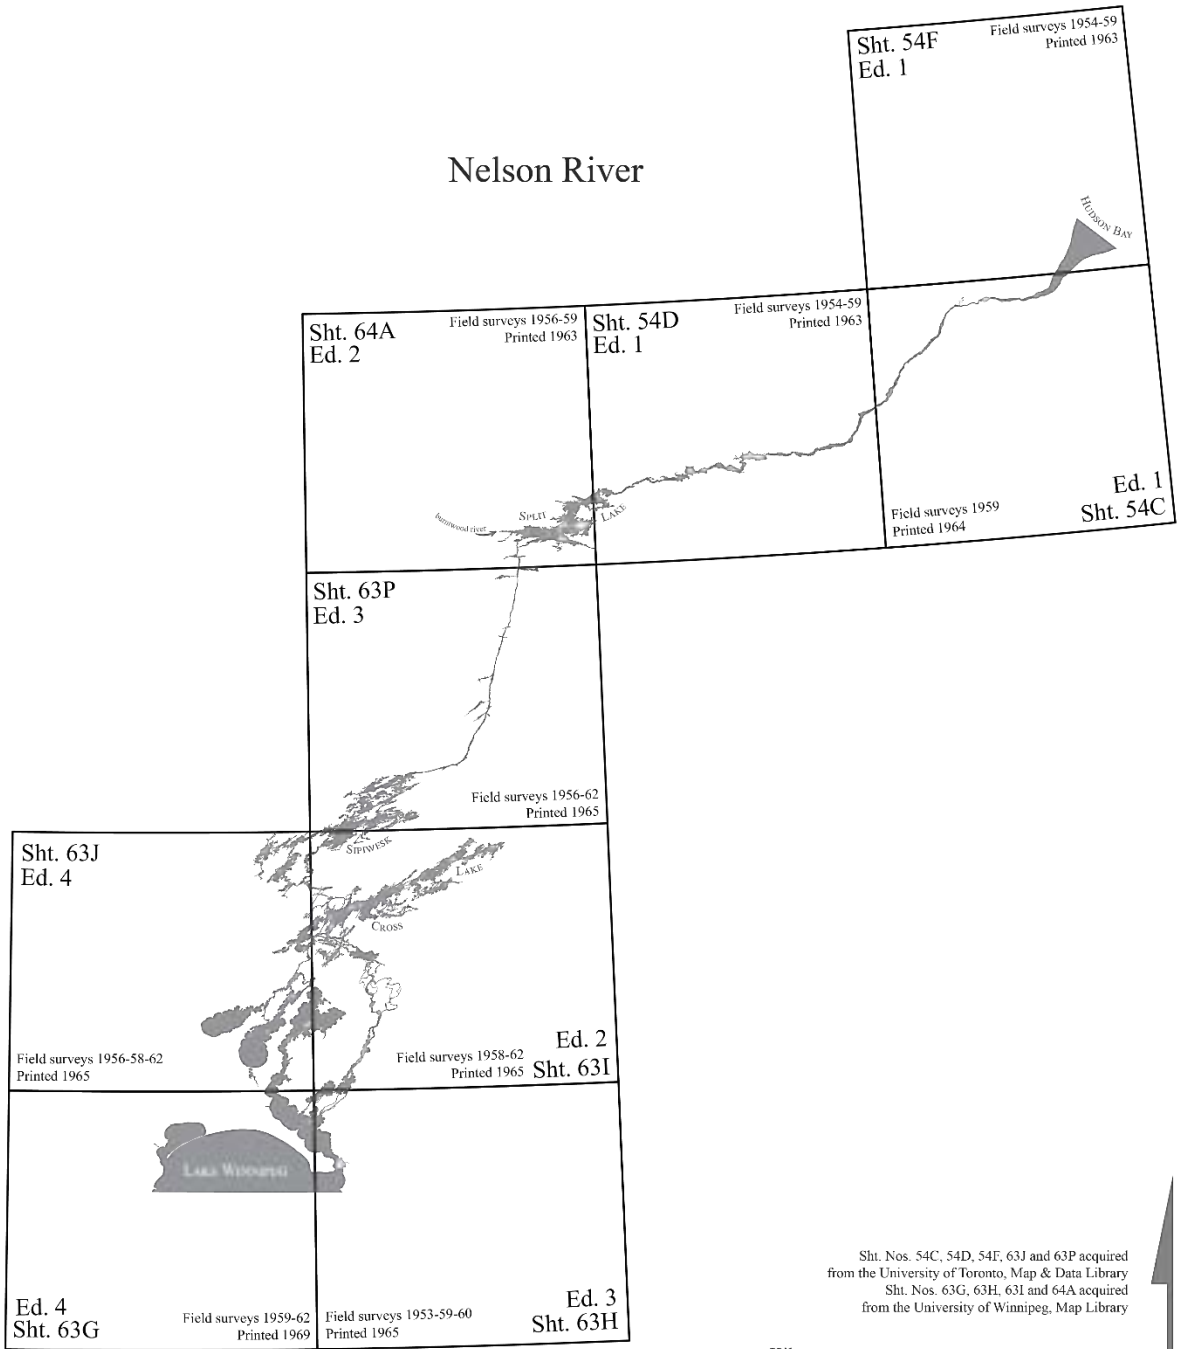 Sht. 54F
Ed. 1
Field surveys 1954-59
Printed 1963
Nelson River
HUDSON BAY
Sht. 64A
Ed. 2
Field surveys 1956-59
Printed 1963
Sht. 54D
Ed. 1
Field surveys 1954-59
Printed 1963
Ed. 1
Sht. 54C
Field surveys 1959
Printed 1964
SPLIT
LAKE
burntwood river
Sht. 63P
Ed. 3
Field surveys 1956-62
Printed 1965
Sht. 63J
Ed. 4
SIPIWESK
LAKE
CROSS
Field surveys 1956-58-62
Printed 1965
Field surveys 1958-62
Printed 1965
Ed. 2
Sht. 63I
LAKE WINNIPEG
Ed. 4
Sht. 63G
Field surveys 1959-62
Printed 1969
Field surveys 1953-59-60
Printed 1965
Ed. 3
Sht. 63H
Sht. Nos. 54C, 54D, 54F, 63J and 63P acquired
from the University of Toronto, Map & Data Library
Sht. Nos. 63G, 63H, 63I and 64A acquired
from the University of Winnipeg, Map Library